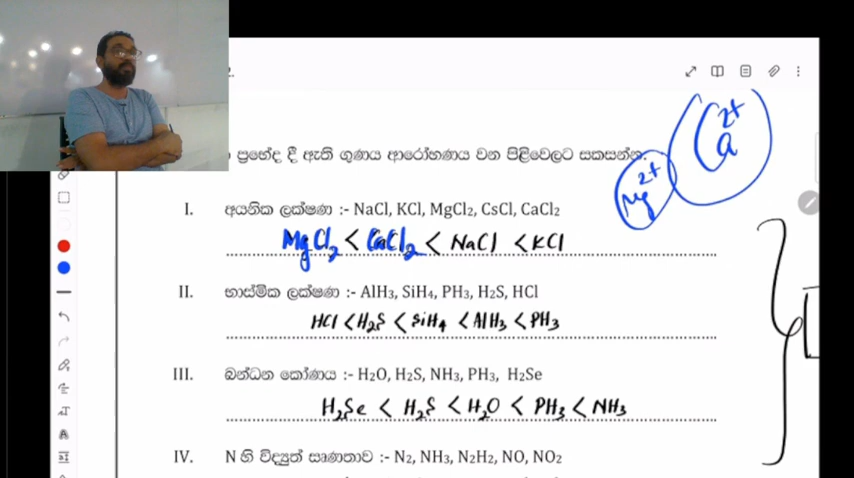 2.
ප්‍රභේද දී ඇති ගුණය ආරෝහණය වන පිළිවෙලට සකසන්න.
Mg2+ Ca2+
I. අයනික ලක්ෂණ :- NaCl, KCl, MgCl2, CsCl, CaCl2
MgCl2 < CaCl2 < NaCl < KCl
II. භාස්මික ලක්ෂණ :- AlH3, SiH4, PH3, H2S, HCl
HCl < H2S < SiH4 < AlH3 < PH3
III. බන්ධන කෝණය :- H2O, H2S, NH3, PH3, H2Se
H2Se < H2S < H2O < PH3 < NH3
IV. N හි විද්‍යුත් සෘණතාව :- N2, NH3, N2H2, NO, NO2